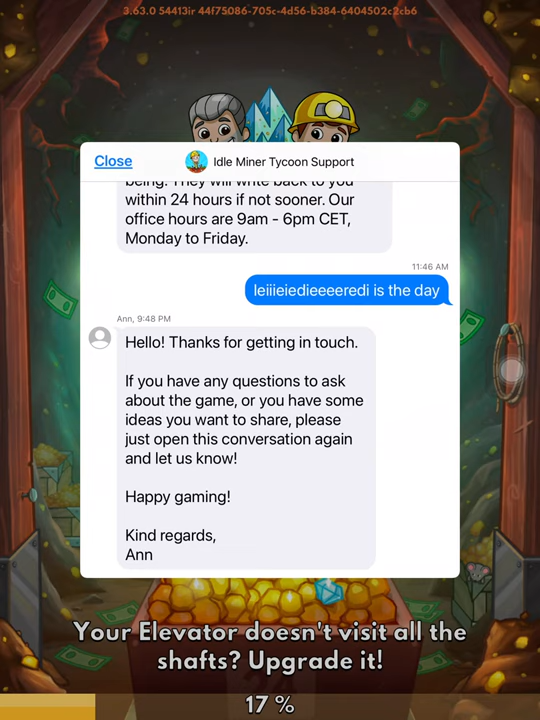 3.63.0 54413ir 44f75086-705c-4d56-b384-6404502c2cb6
Close
Idle Miner Tycoon Support
being. They will write back to you
within 24 hours if not sooner. Our
office hours are 9am - 6pm CET,
Monday to Friday.
11:46 AM
leiiieiedieeeeredi is the day
Ann, 9:48 PM
Hello! Thanks for getting in touch.
If you have any questions to ask
about the game, or you have some
ideas you want to share, please
just open this conversation again
and let us know!
Happy gaming!
Kind regards,
Ann
Your Elevator doesn't visit all the
shafts? Upgrade it!
17 %